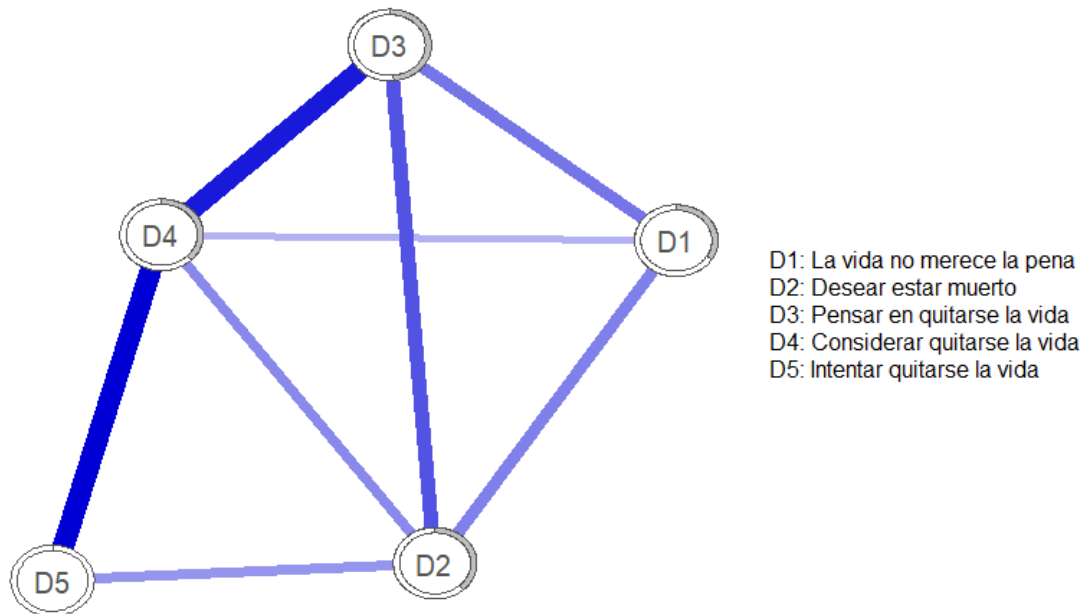 D3
D4
D1
D5
D2
D1: La vida no merece la pena
D2: Desear estar muerto
D3: Pensar en quitarse la vida
D4: Considerar quitarse la vida
D5: Intentar quitarse la vida